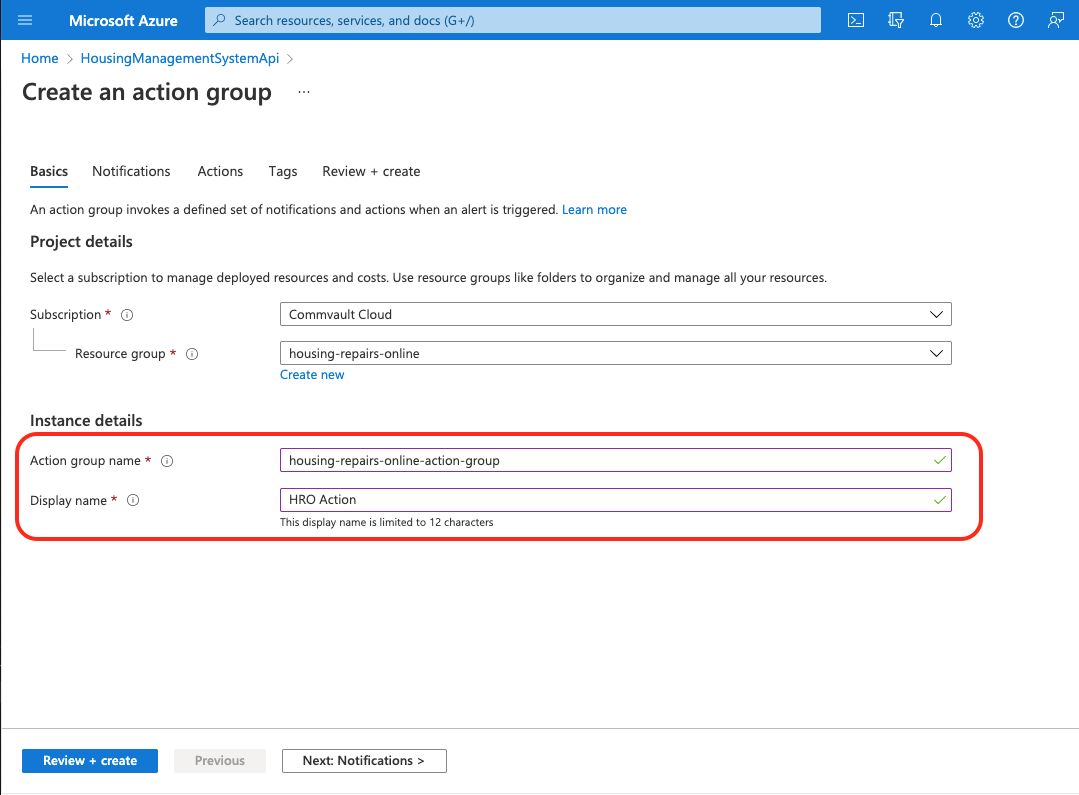 Microsoft Azure
Search resources, services, and docs (G+/)
Home > HousingManagementSystemApi >
Create an action group ...
Basics Notifications Actions Tags Review + create
An action group invokes a defined set of notifications and actions when an alert is triggered. Learn more
Project details
Select a subscription to manage deployed resources and costs. Use resource groups like folders to organize and manage all your resources.
Subscription * Commvault Cloud
Resource group * housing-repairs-online
Create new
Instance details
Action group name * housing-repairs-online-action-group
Display name * HRO Action
This display name is limited to 12 characters
Review + create Previous Next: Notifications >